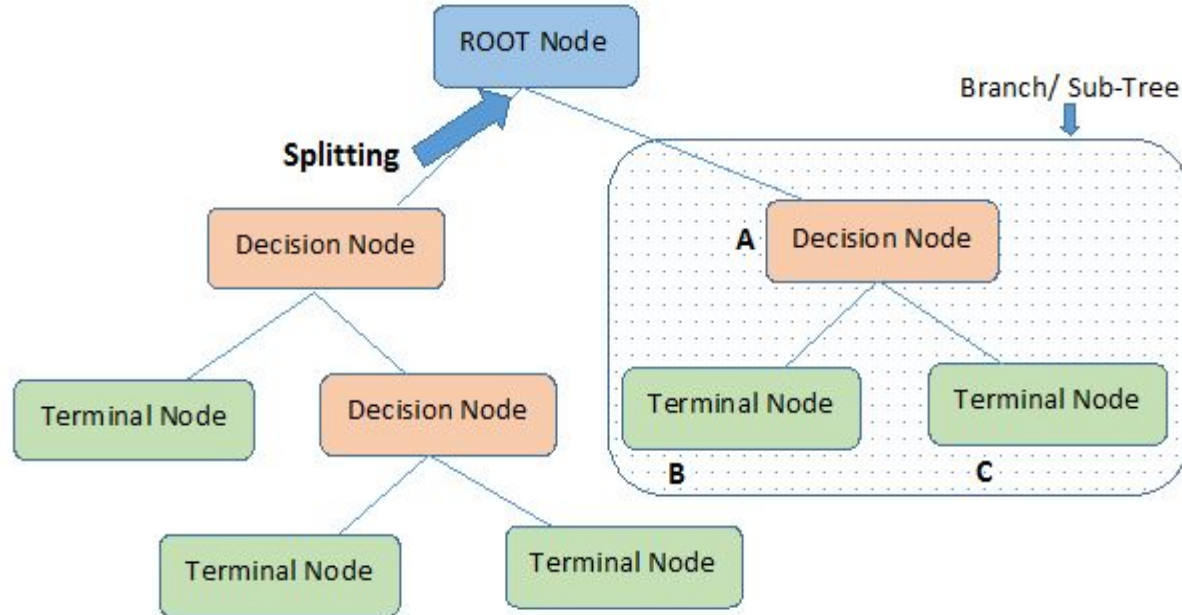 ROOT Node
Branch/ Sub-Tree
Splitting
Decision Node
A
Decision Node
Terminal Node
Decision Node
Terminal Node
Terminal Node
B
C
Terminal Node
Terminal Node